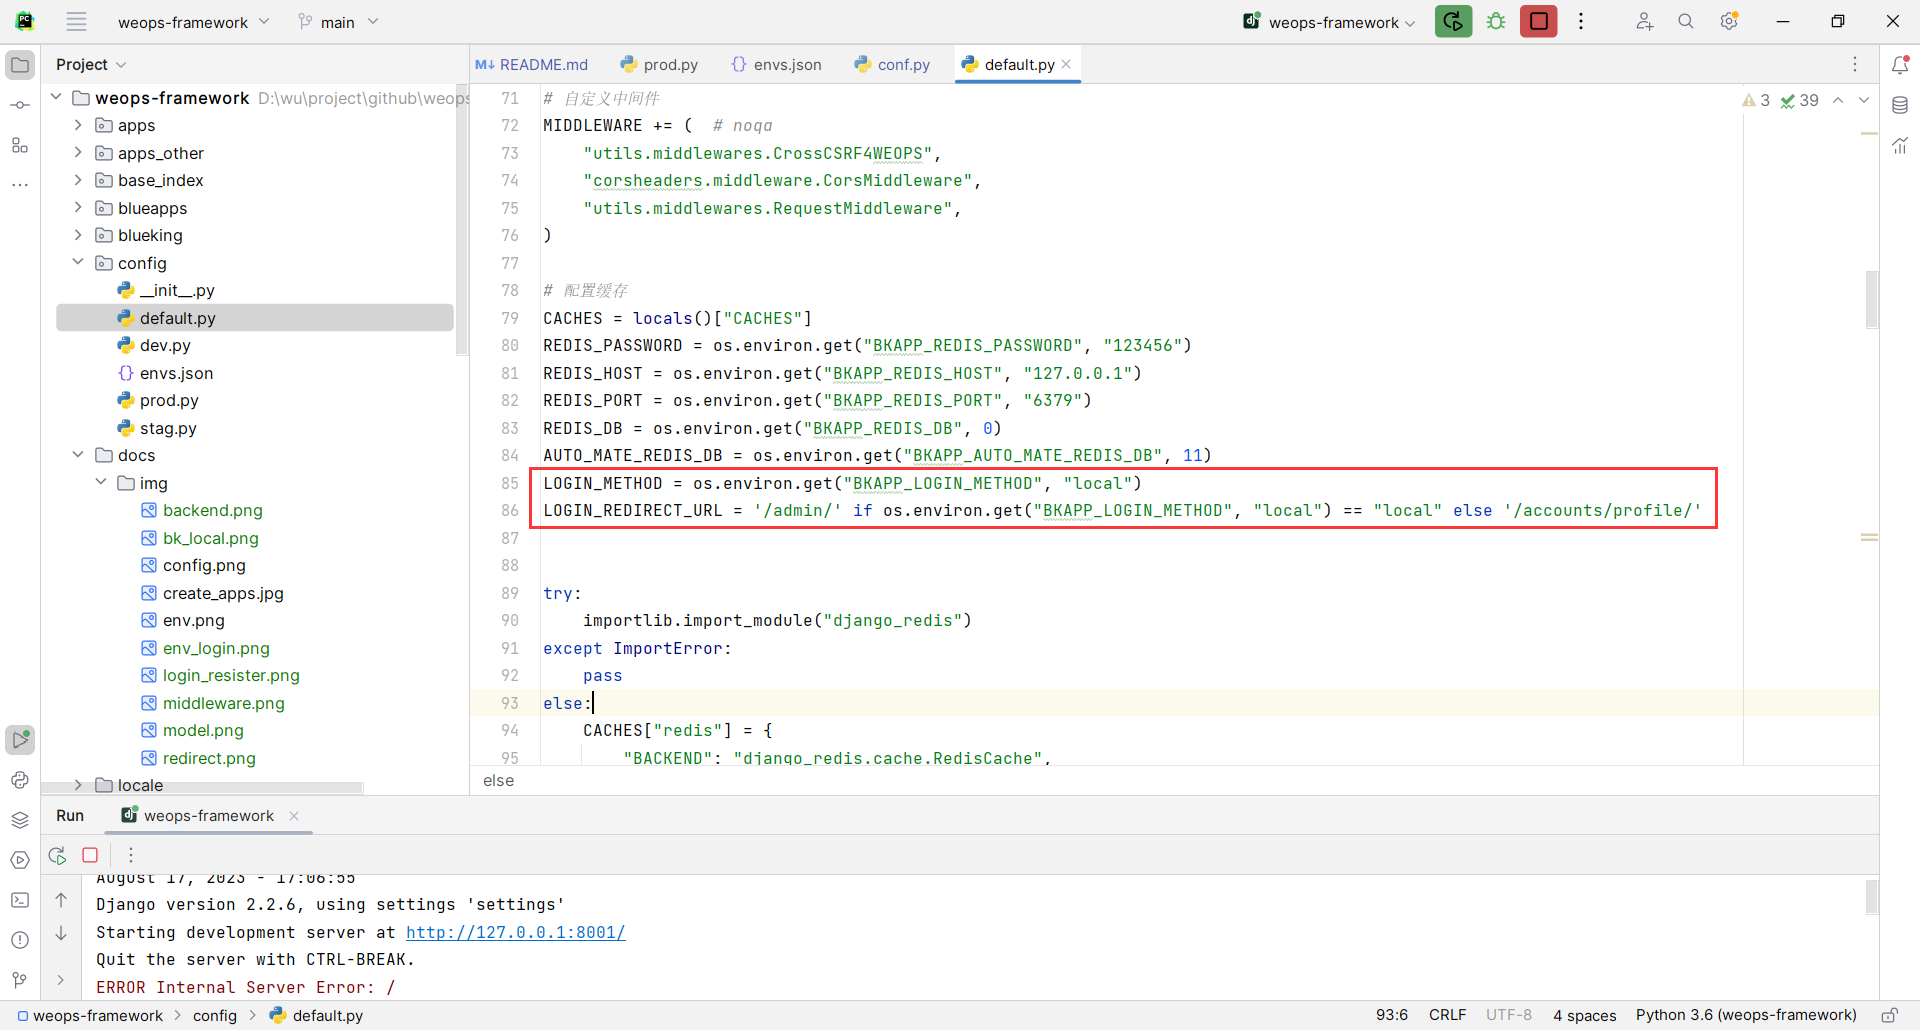 weops-framework
main
weops-framework
Project
README.md
prod.py
envs.json
conf.py
default.py
weops-framework D:\wu\project\github\weops
apps
apps_other
base_index
blueapps
blueking
config
__init__.py
default.py
dev.py
envs.json
prod.py
stag.py
docs
img
backend.png
bk_local.png
config.png
create_apps.jpg
env.png
env_login.png
login_resister.png
middleware.png
model.png
redirect.png
locale
3 39
71 # 自定义中间件
72 MIDDLEWARE += (  # noqa
73     "utils.middlewares.CrossCSRF4WEOPS",
74     "corsheaders.middleware.CorsMiddleware",
75     "utils.middlewares.RequestMiddleware",
76 )
77
78 # 配置缓存
79 CACHES = locals()["CACHES"]
80 REDIS_PASSWORD = os.environ.get("BKAPP_REDIS_PASSWORD", "123456")
81 REDIS_HOST = os.environ.get("BKAPP_REDIS_HOST", "127.0.0.1")
82 REDIS_PORT = os.environ.get("BKAPP_REDIS_PORT", "6379")
83 REDIS_DB = os.environ.get("BKAPP_REDIS_DB", 0)
84 AUTO_MATE_REDIS_DB = os.environ.get("BKAPP_AUTO_MATE_REDIS_DB", 11)
85 LOGIN_METHOD = os.environ.get("BKAPP_LOGIN_METHOD", "local")
86 LOGIN_REDIRECT_URL = '/admin/' if os.environ.get("BKAPP_LOGIN_METHOD", "local") == "local" else '/accounts/profile/'
87
88
89 try:
90     importlib.import_module("django_redis")
91 except ImportError:
92     pass
93 else:
94     CACHES["redis"] = {
95         "BACKEND": "django_redis.cache.RedisCache",
else
Run
weops-framework
August 17, 2023 - 17:06:55
Django version 2.2.6, using settings 'settings'
Starting development server at http://127.0.0.1:8001/
Quit the server with CTRL-BREAK.
ERROR Internal Server Error: /
weops-framework > config > default.py
93:6 CRLF UTF-8 4 spaces Python 3.6 (weops-framework)